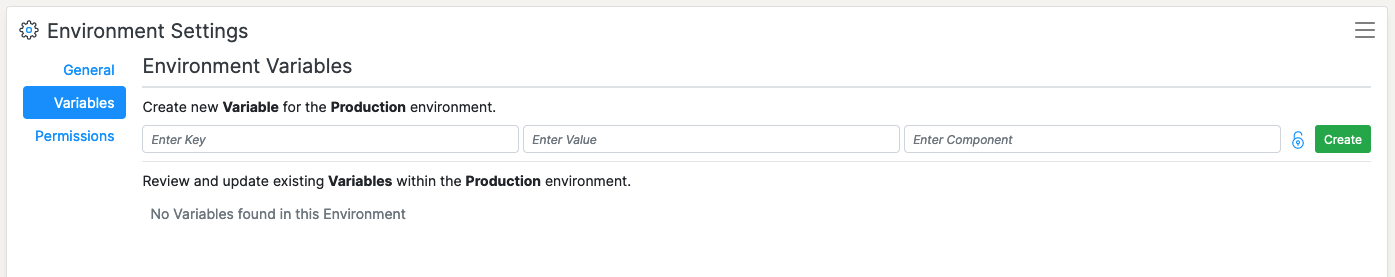 Environment Settings
General
Variables
Permissions
Environment Variables
Create new Variable for the Production environment.
Enter Key
Enter Value
Enter Component
Create
Review and update existing Variables within the Production environment.
No Variables found in this Environment